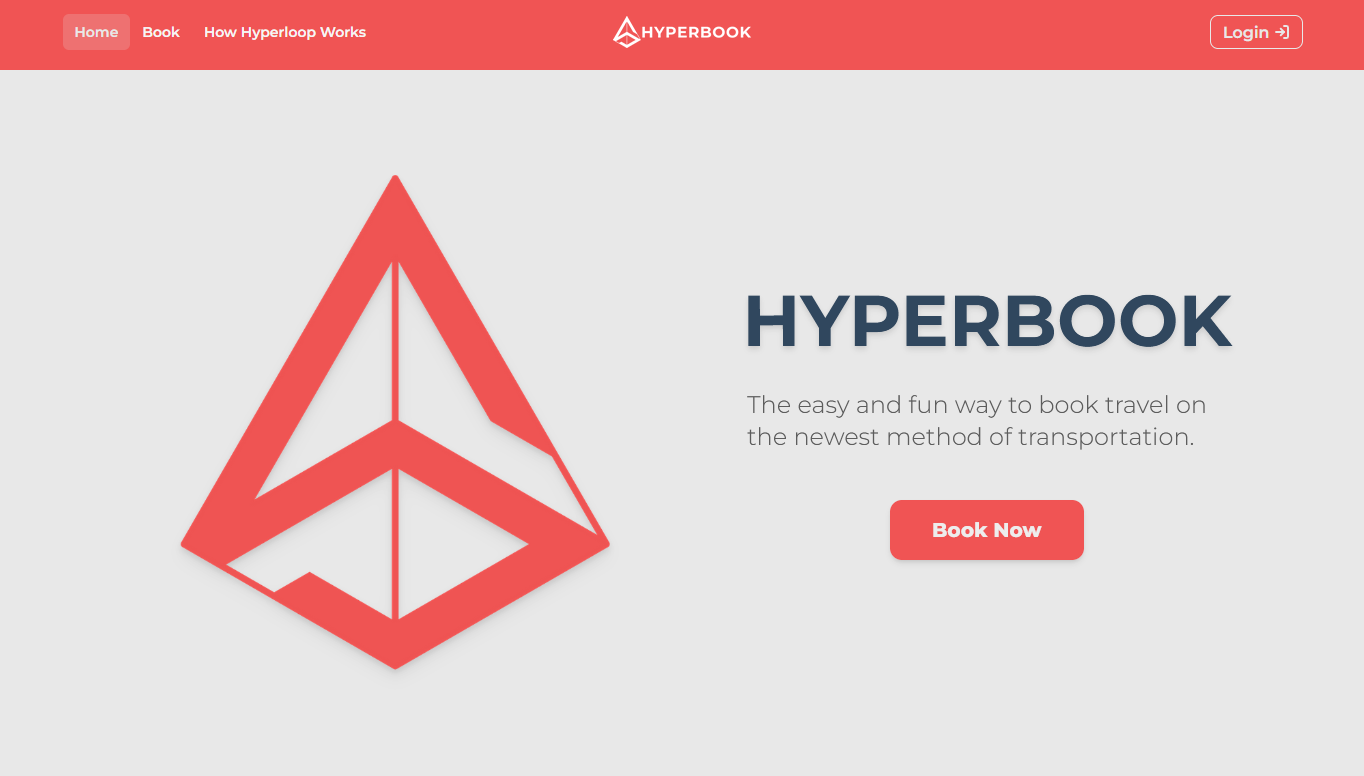 Home
Book
How Hyperloop Works
HYPERBOOK
Login
HYPERBOOK
The easy and fun way to book travel on
the newest method of transportation.
Book Now